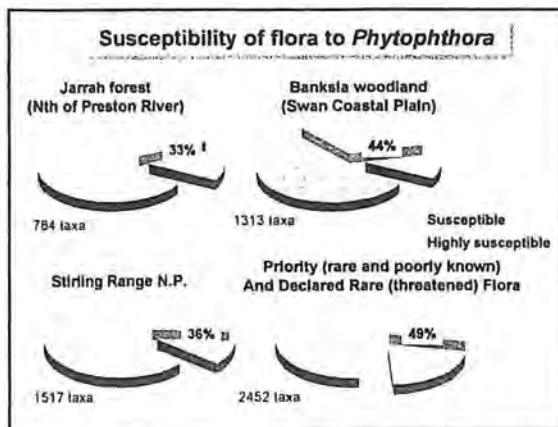 Susceptibility of flora to Phytophthora
Jarrah forest
(Nth of Preston River)
33%
784 taxa
Banksia woodland
(Swan Coastal Plain)
44%
1313 taxa
Susceptible
Highly susceptible
Stirling Range N.P.
36%
1517 taxa
Priority (rare and poorly known)
And Declared Rare (threatened) Flora
49%
2452 taxa